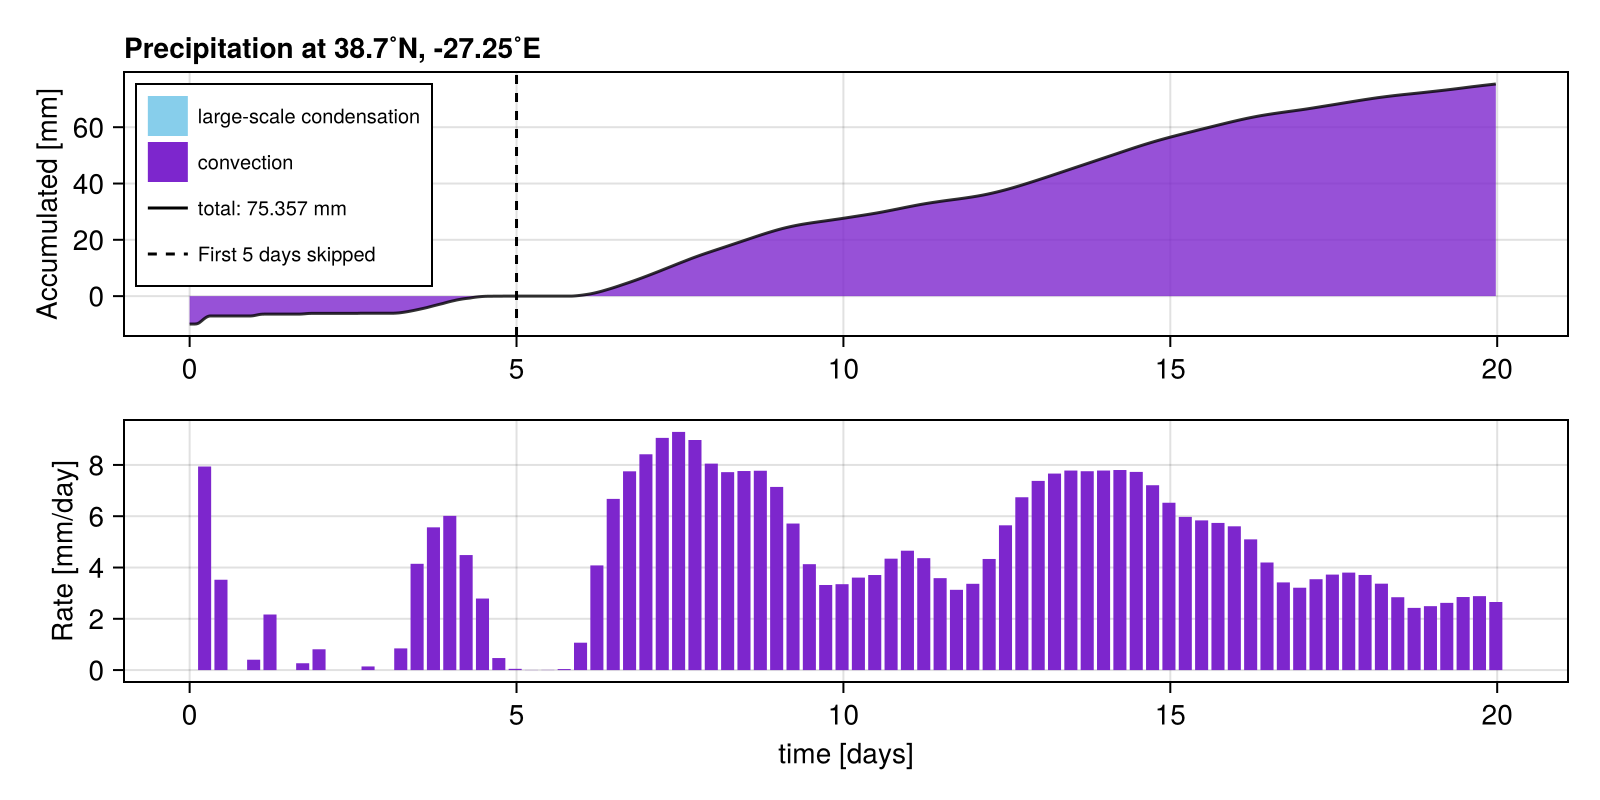 Precipitation at 38.7˚N, -27.25˚E
Accumulated [mm]
60
40
20
0
large-scale condensation
convection
total: 75.357 mm
First 5 days skipped
0 5 10 15 20
Rate [mm/day]
8
6
4
2
0
0 5 10 15 20
time [days]